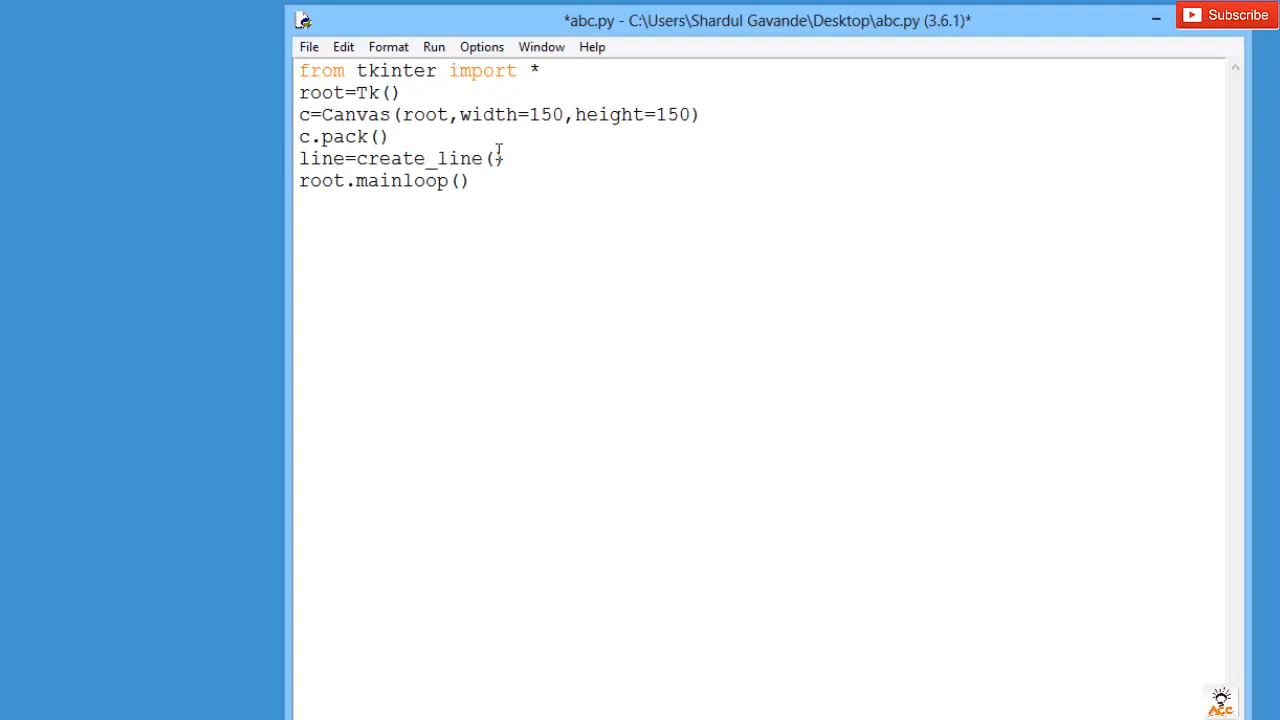 *abc.py - C:\Users\Shardul Gavande\Desktop\abc.py (3.6.1)*
Subscribe
File Edit Format Run Options Window Help
from tkinter import *
root=Tk()
c=Canvas(root,width=150,height=150)
c.pack()
line=create_line()
root.mainloop()
ACC